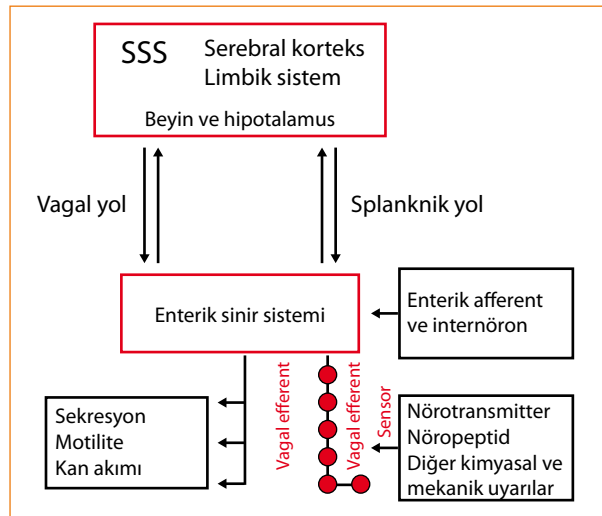 SSS
Serebral korteks
Limbik sistem
Beyin ve hipotalamus
Vagal yol
Splanknik yol
Enterik sinir sistemi
Enterik afferent
ve internöron
Vagal efferent
Vagal efferent
Sensor
Sekresyon
Motilite
Kan akımı
Nörotransmitter
Nöropeptid
Diğer kimyasal ve
mekanik uyarılar